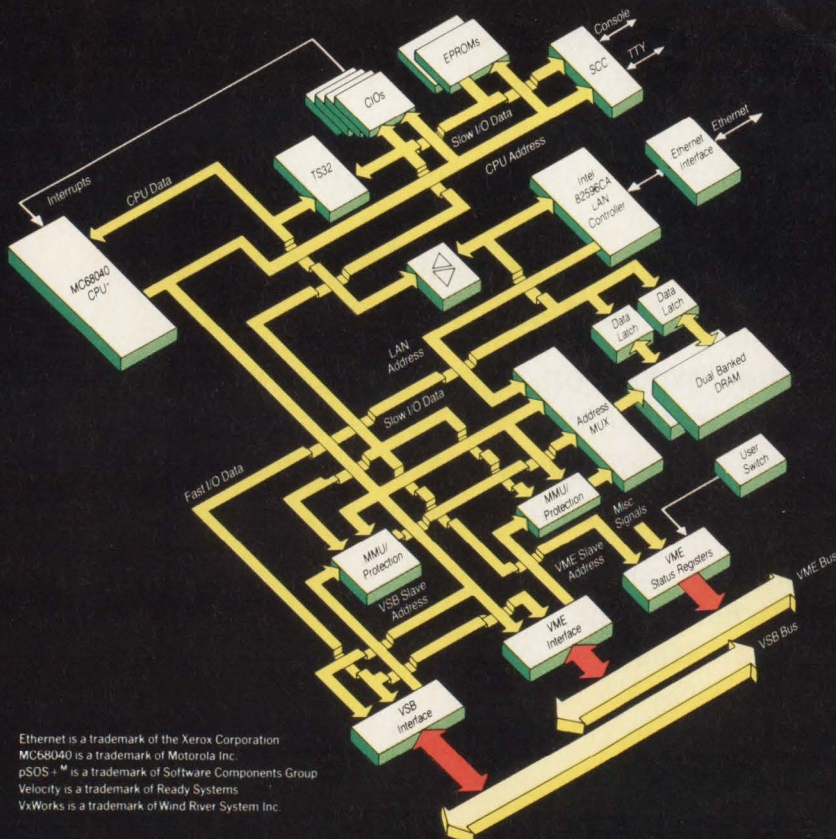 Console
TTY
EPROMs
SCC
CIOs
Slow I/O Data
Ethernet
Ethernet
Interface
TS32
CPU Address
Interrupts
CPU Data
Intel
82596CA
LAN
Controller
MC68040
CPU
Data
Latch
Data
Latch
LAN
Address
Dual Banked
DRAM
Slow I/O Data
Address
MUX
User
Switch
Fast I/O Data
MMU/
Protection
Misc
Signals
MMU/
Protection
VME Slave
Address
VME
Status Registers
VME Bus
VSB Slave
Address
VSB Bus
VME
Interface
VSB
Interface
Ethernet is a trademark of the Xerox Corporation
MC68040 is a trademark of Motorola Inc.
pSOS+ᴹ is a trademark of Software Components Group
Velocity is a trademark of Ready Systems
VxWorks is a trademark of Wind River System Inc.